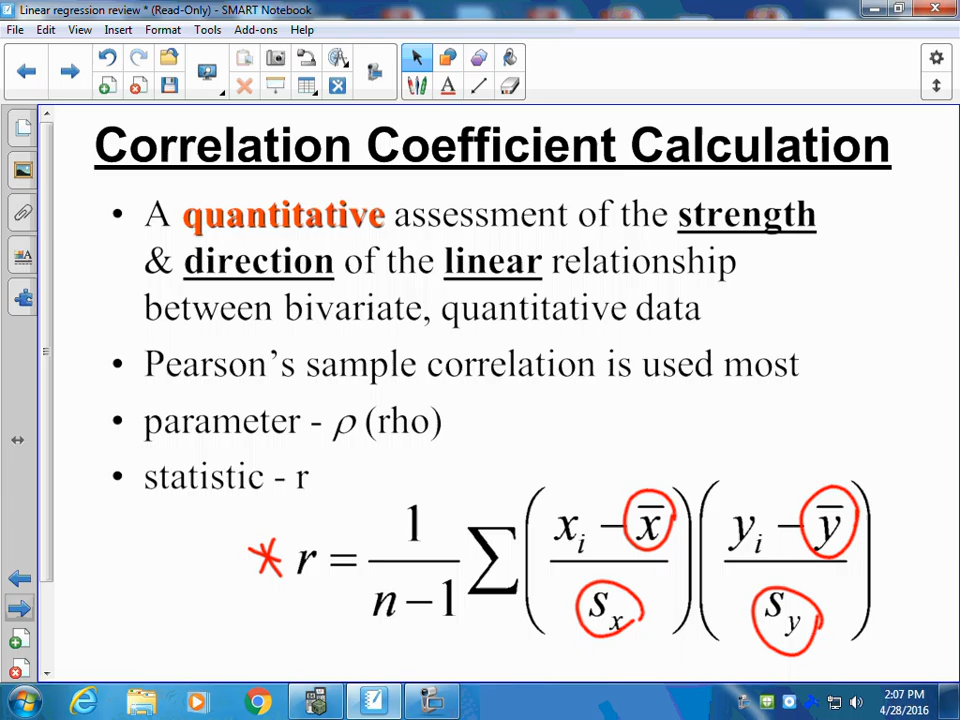 Linear regression review * (Read-Only) - SMART Notebook
File Edit View Insert Format Tools Add-ons Help
Correlation Coefficient Calculation
• A quantitative assessment of the strength
& direction of the linear relationship
between bivariate, quantitative data
• Pearson's sample correlation is used most
• parameter - ρ (rho)
• statistic - r
* r = 1/(n − 1) ∑ ((xᵢ − x̅)/sₓ) ((yᵢ − y̅)/s_y)
2:07 PM
4/28/2016